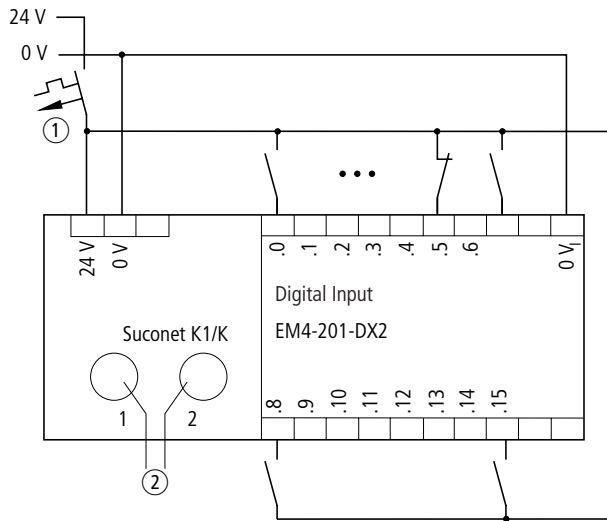 24 V
0 V
1
• • •
24 V
0 V
.0
.1
.2
.3
.4
.5
.6
0 VI
Digital Input
EM4-201-DX2
Suconet K1/K
1
2
.8
.9
.10
.11
.12
.13
.14
.15
2